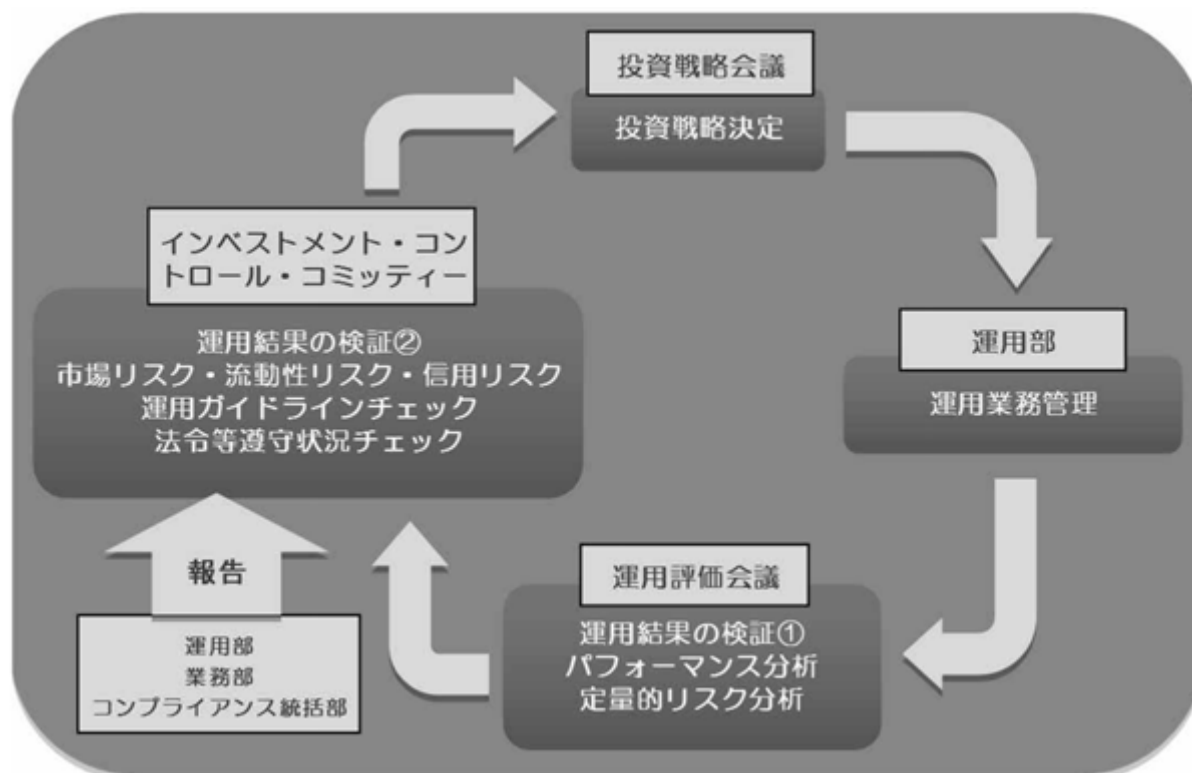 投資戦略会議
投資戦略決定
インベストメント・コン
トロール・コミッティー
運用結果の検証②
市場リスク・流動性リスク・信用リスク
運用ガイドラインチェック
法令等遵守状況チェック
運用部
運用業務管理
運用評価会議
運用結果の検証①
パフォーマンス分析
定量的リスク分析
報告
運用部
業務部
コンプライアンス統括部